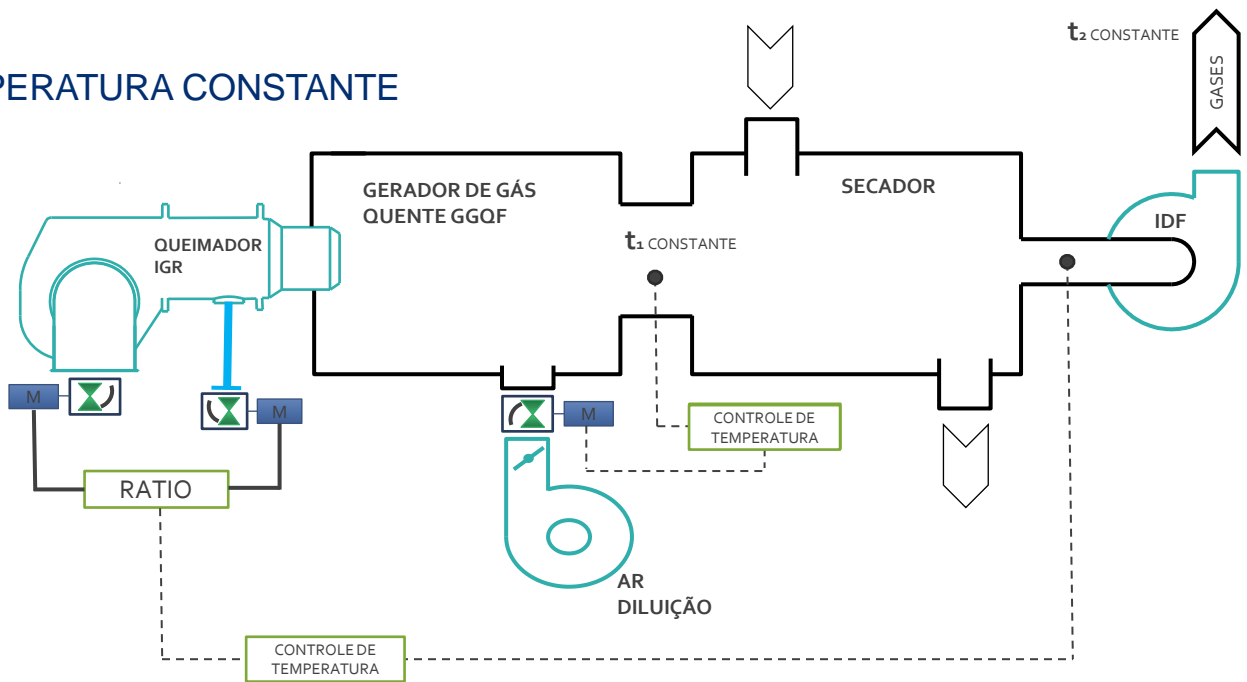 t₂ CONSTANTE
GASES
PERATURA CONSTANTE
GERADOR DE GÁS
QUENTE GGQF
SECADOR
IDF
QUEIMADOR
IGR
t₁ CONSTANTE
M
M
M
CONTROLE DE
TEMPERATURA
RATIO
AR
DILUIÇÃO
CONTROLE DE
TEMPERATURA